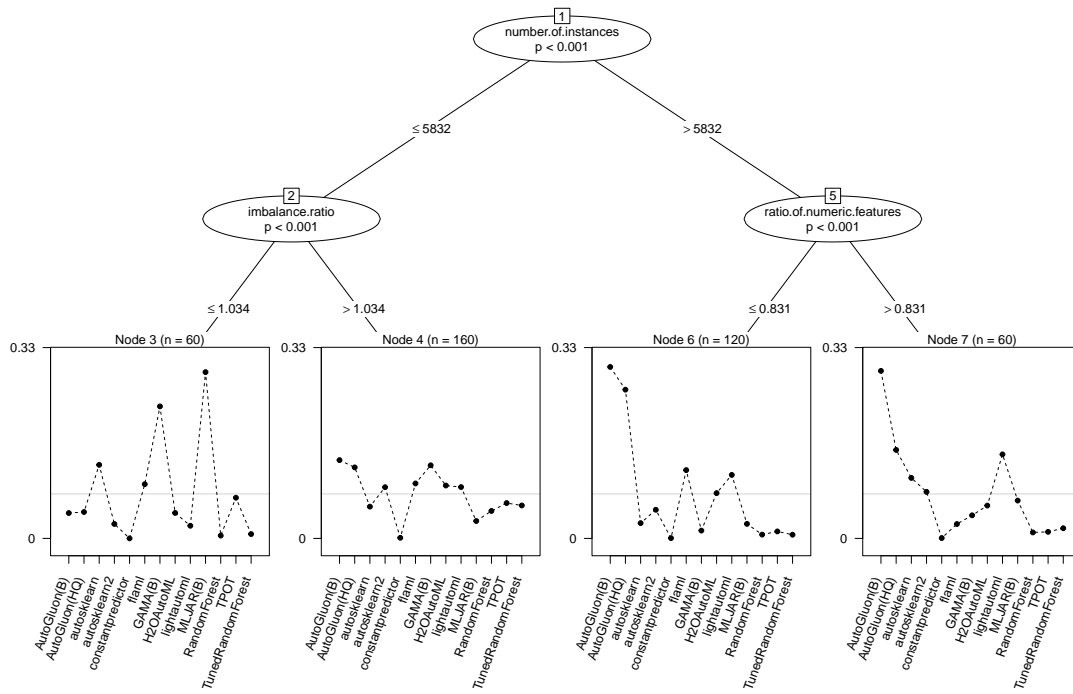 1
number.of.instances
p < 0.001
≤ 5832
> 5832
2
imbalance.ratio
p < 0.001
5
ratio.of.numeric.features
p < 0.001
≤ 1.034
> 1.034
≤ 0.831
> 0.831
Node 3 (n = 60)
0.33
0
AutoGluon(B)
AutoGluon(HQ)
autosklearn
autosklearn2
constantpredictor
flaml
GAMA(B)
H2OAutoML
lightautoml
MLJAR(B)
RandomForest
TPOT
TunedRandomForest
Node 4 (n = 160)
0.33
0
AutoGluon(B)
AutoGluon(HQ)
autosklearn
autosklearn2
constantpredictor
flaml
GAMA(B)
H2OAutoML
lightautoml
MLJAR(B)
RandomForest
TPOT
TunedRandomForest
Node 6 (n = 120)
0.33
0
AutoGluon(B)
AutoGluon(HQ)
autosklearn
autosklearn2
constantpredictor
flaml
GAMA(B)
H2OAutoML
lightautoml
MLJAR(B)
RandomForest
TPOT
TunedRandomForest
Node 7 (n = 60)
0.33
0
AutoGluon(B)
AutoGluon(HQ)
autosklearn
autosklearn2
constantpredictor
flaml
GAMA(B)
H2OAutoML
lightautoml
MLJAR(B)
RandomForest
TPOT
TunedRandomForest